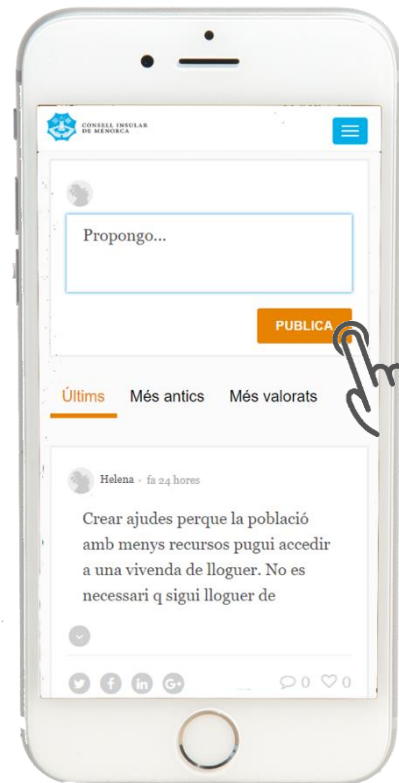 CONSELL INSULAR
DE MENORCA
Propongo...
PUBLICA
Últims Més antics Més valorats
Helena - fa 24 hores
Crear ajudes perque la població
amb menys recursos pugui accedir
a una vivenda de lloguer. No es
necessari q sigui lloguer de
0 0